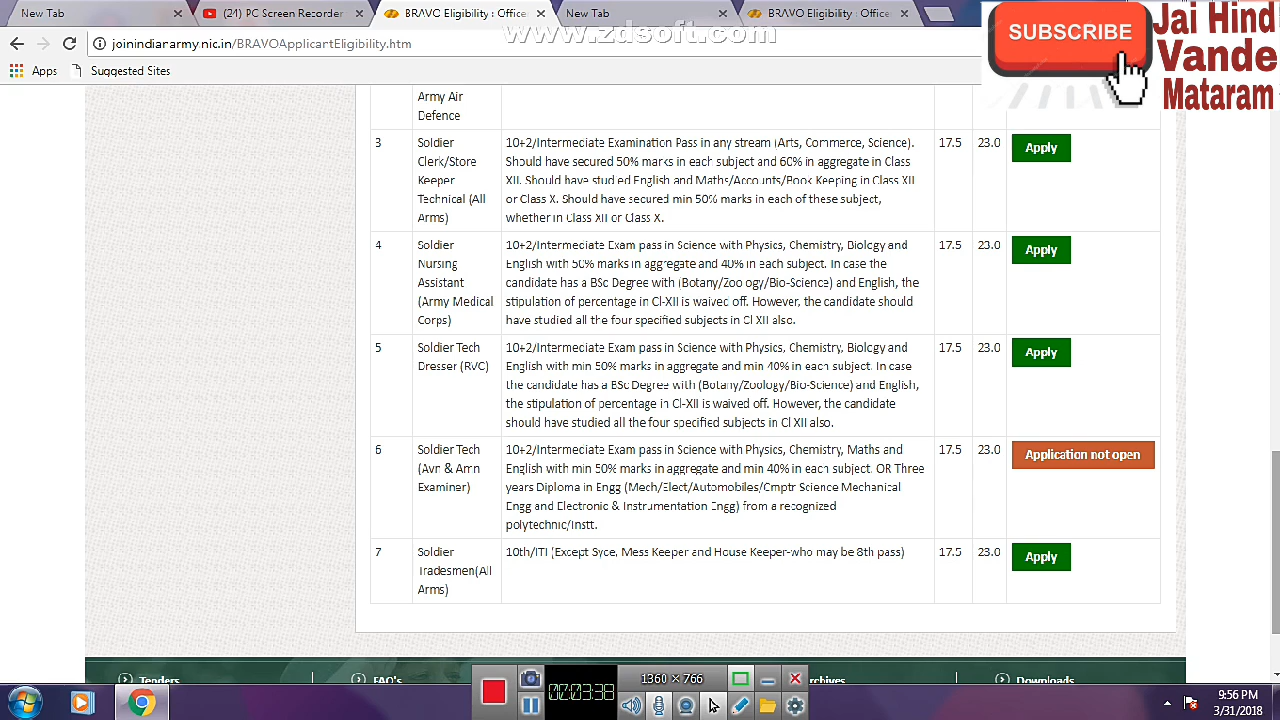 New Tab
(24) PC Screen Recorder
BRAVO Eligibility : Office
New Tab
BRAVO Eligibility : Office
www.zdsoft.com
joinindianarmy.nic.in/BRAVOApplicantEligibility.htm
Apps
Suggested Sites
SUBSCRIBE
Jai Hind
Vande
Mataram
Army Air
Defence
3
Soldier
Clerk/Store
Keeper
Technical (All
Arms)
10+2/Intermediate Examination Pass in any stream (Arts, Commerce, Science).
Should have secured 50% marks in each subject and 60% in aggregate in Class
XII. Should have studied English and Maths/Accounts/Book Keeping in Class XII
or Class X. Should have secured min 50% marks in each of these subject,
whether in Class XII or Class X.
17.5
23.0
Apply
4
Soldier
Nursing
Assistant
(Army Medical
Corps)
10+2/Intermediate Exam pass in Science with Physics, Chemistry, Biology and
English with 50% marks in aggregate and 40% in each subject. In case the
candidate has a BSc Degree with (Botany/Zoology/Bio-Science) and English, the
stipulation of percentage in Cl-XII is waived off. However, the candidate should
have studied all the four specified subjects in Cl XII also.
17.5
23.0
Apply
5
Soldier Tech
Dresser (RVC)
10+2/Intermediate Exam pass in Science with Physics, Chemistry, Biology and
English with min 50% marks in aggregate and min 40% in each subject. In case
the candidate has a BSc Degree with (Botany/Zoology/Bio-Science) and English,
the stipulation of percentage in Cl-XII is waived off. However, the candidate
should have studied all the four specified subjects in Cl XII also.
17.5
23.0
Apply
6
Soldier Tech
(Avn & Amn
Examiner)
10+2/Intermediate Exam pass in Science with Physics, Chemistry, Maths and
English with min 50% marks in aggregate and min 40% in each subject. OR Three
years Diploma in Engg (Mech/Elect/Automobiles/Cmptr Science Mechanical
Engg and Electronic & Instrumentation Engg) from a recognized
polytechnic/Instt.
17.5
23.0
Application not open
7
Soldier
Tradesmen(All
Arms)
10th/ITI (Except Syce, Mess Keeper and House Keeper-who may be 8th pass)
17.5
23.0
Apply
Tenders
FAQ's
rchives
Downloads
00:03:38
1360 × 766
9:56 PM
3/31/2018